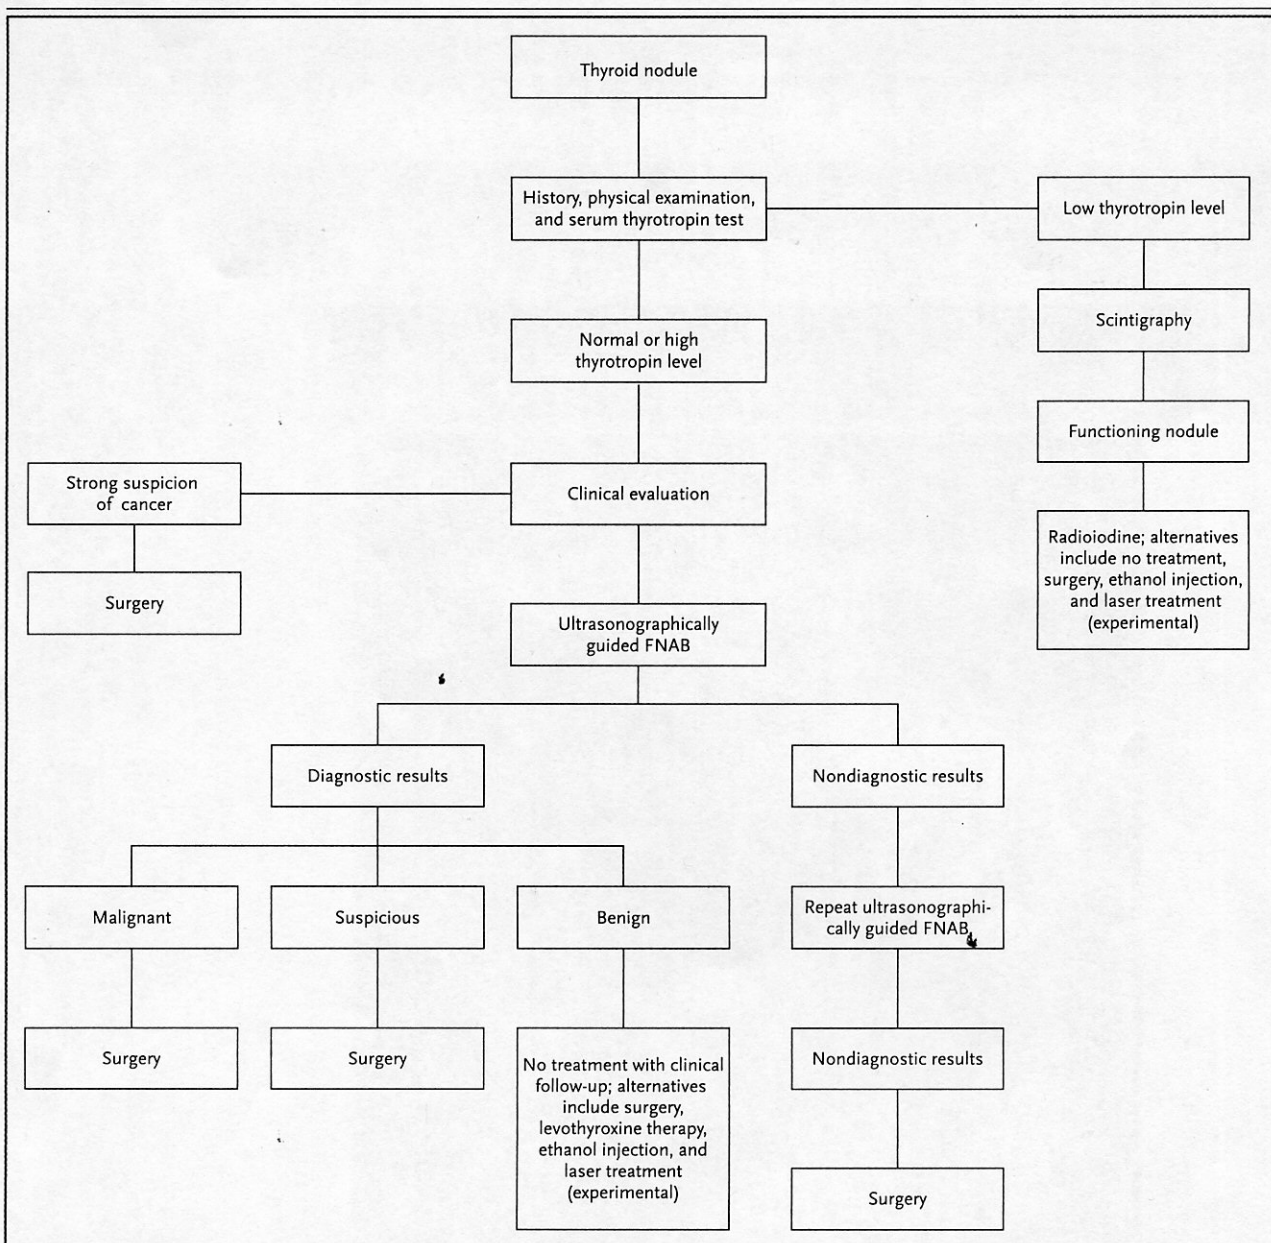 Thyroid nodule
History, physical examination,
and serum thyrotropin test
Low thyrotropin level
Scintigraphy
Normal or high
thyrotropin level
Functioning nodule
Strong suspicion
of cancer
Clinical evaluation
Radioiodine; alternatives
include no treatment,
surgery, ethanol injection,
and laser treatment
(experimental)
Surgery
Ultrasonographically
guided FNAB
Diagnostic results
Nondiagnostic results
Malignant
Suspicious
Benign
Repeat ultrasonographi-
cally guided FNAB
Surgery
Surgery
No treatment with clinical
follow-up; alternatives
include surgery,
levothyroxine therapy,
ethanol injection, and
laser treatment
(experimental)
Nondiagnostic results
Surgery